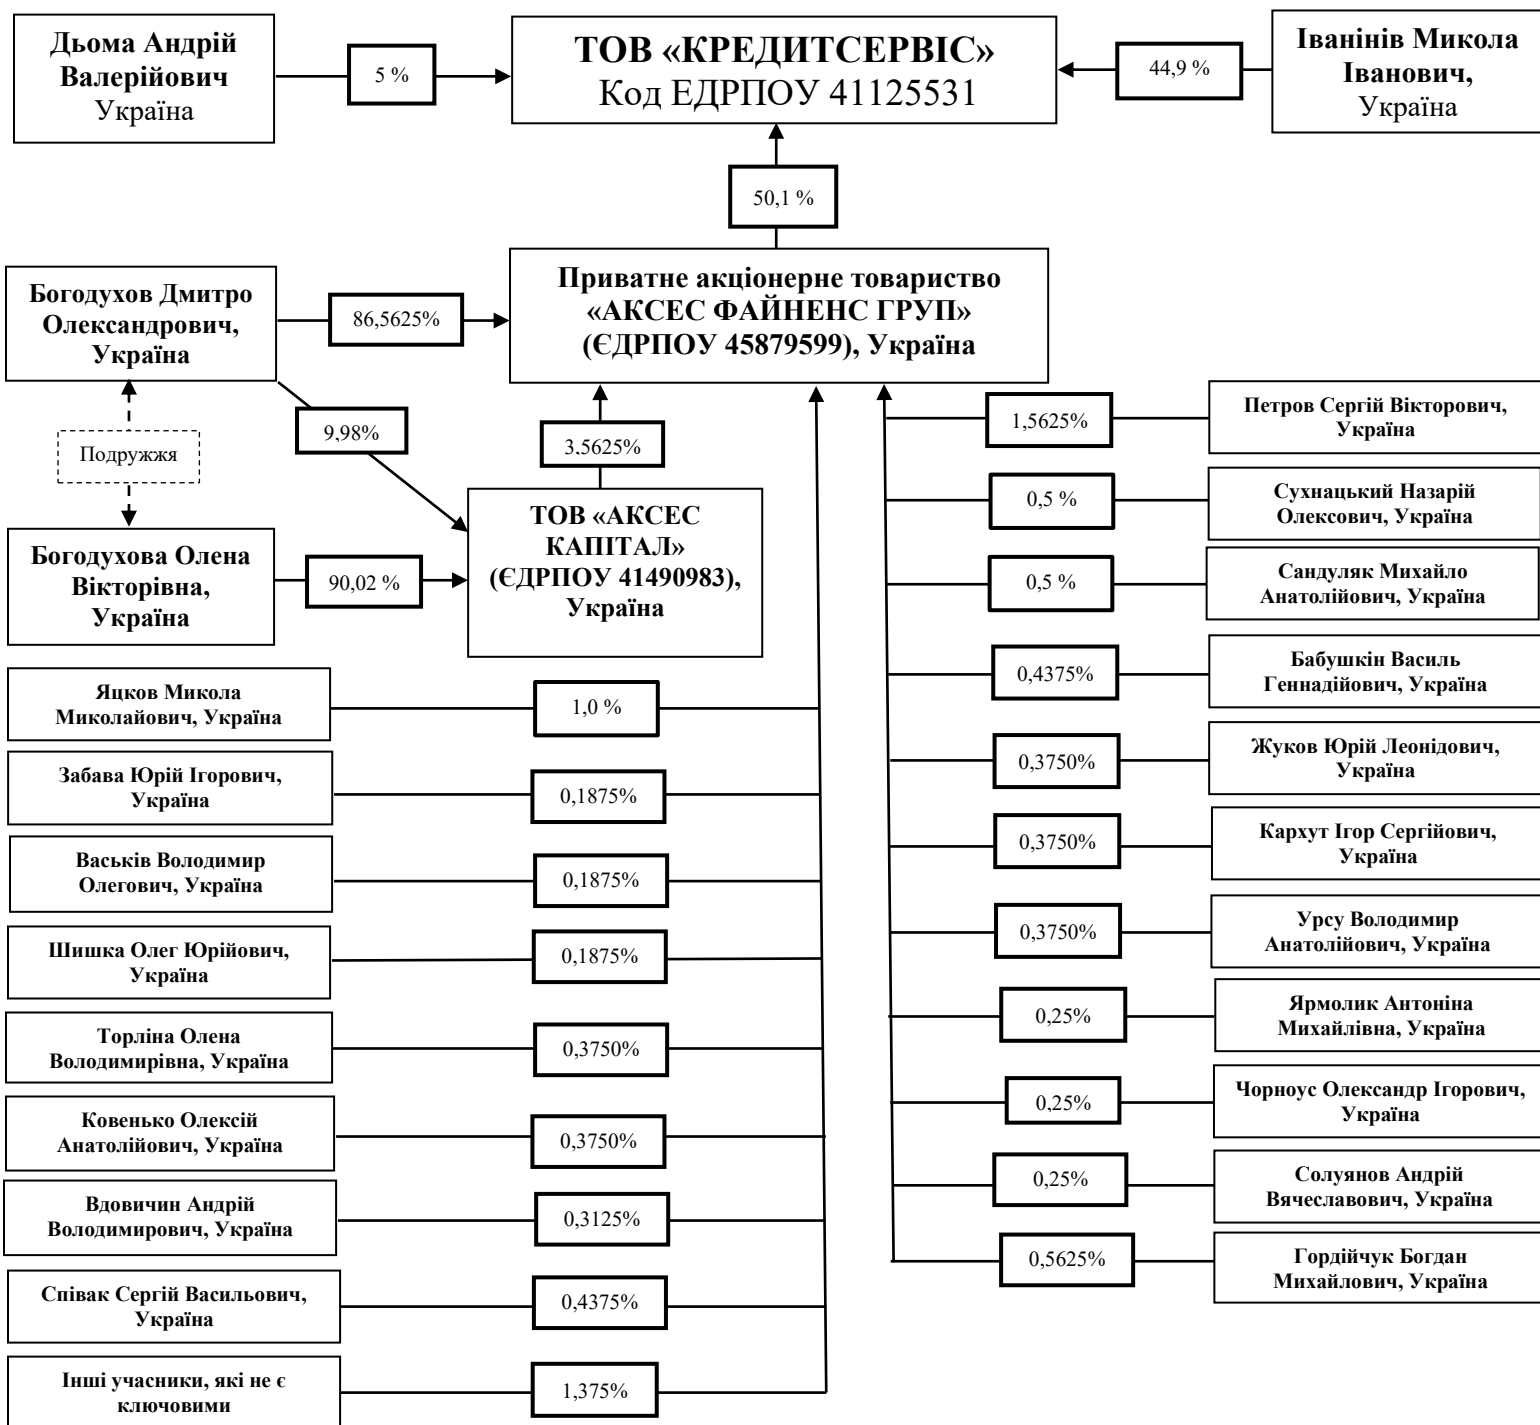 Дьома Андрій
Валерійович
Україна
5 %
ТОВ «КРЕДИТСЕРВІС»
Код ЕДРПОУ 41125531
44,9 %
Іванінів Микола
Іванович,
Україна
50,1 %
Богодухов Дмитро
Олександрович,
Україна
86,5625%
Приватне акціонерне товариство
«АКСЕС ФАЙНЕНС ГРУП»
(ЄДРПОУ 45879599), Україна
Подружжя
9,98%
3,5625%
Богодухова Олена
Вікторівна,
Україна
90,02 %
ТОВ «АКСЕС
КАПІТАЛ»
(ЄДРПОУ 41490983),
Україна
Яцков Микола
Миколайович, Україна
1,0 %
Забава Юрій Ігорович,
Україна
0,1875%
Васьків Володимир
Олегович, Україна
0,1875%
Шишка Олег Юрійович,
Україна
0,1875%
Торліна Олена
Володимирівна, Україна
0,3750%
Ковенько Олексій
Анатолійович, Україна
0,3750%
Вдовичин Андрій
Володимирович, Україна
0,3125%
Співак Сергій Васильович,
Україна
0,4375%
Інші учасники, які не є
ключовими
1,375%
1,5625%
Петров Сергій Вікторович,
Україна
0,5 %
Сухнацький Назарій
Олексович, Україна
0,5 %
Сандуляк Михайло
Анатолійович, Україна
0,4375%
Бабушкін Василь
Геннадійович, Україна
0,3750%
Жуков Юрій Леонідович,
Україна
0,3750%
Кархут Ігор Сергійович,
Україна
0,3750%
Урсу Володимир
Анатолійович, Україна
0,25%
Ярмолик Антоніна
Михайлівна, Україна
0,25%
Чорноус Олександр Ігорович,
Україна
0,25%
Солуянов Андрій
Вячеславович, Україна
0,5625%
Гордійчук Богдан
Михайлович, Україна